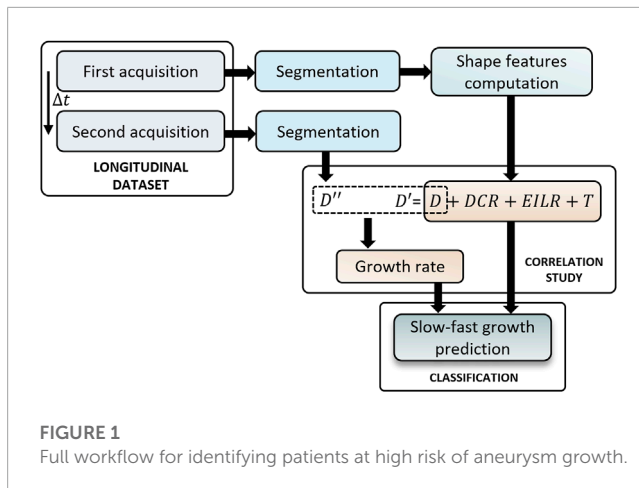 First acquisition
Segmentation
Shape features
computation
Δt
Second acquisition
Segmentation
LONGITUDINAL
DATASET
D'' D'= D + DCR + EILR + T
Growth rate
CORRELATION
STUDY
Slow-fast growth
prediction
CLASSIFICATION
FIGURE 1
Full workflow for identifying patients at high risk of aneurysm growth.